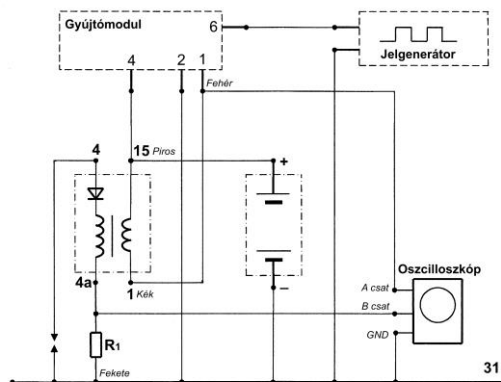 Gyújtómodul
6
Jelgenerátor
4 2 1
Fehér
4
15 Piros
+
4a
1 Kék
−
Oszcilloszkóp
A csat
B csat
GND
R1
Fekete
31